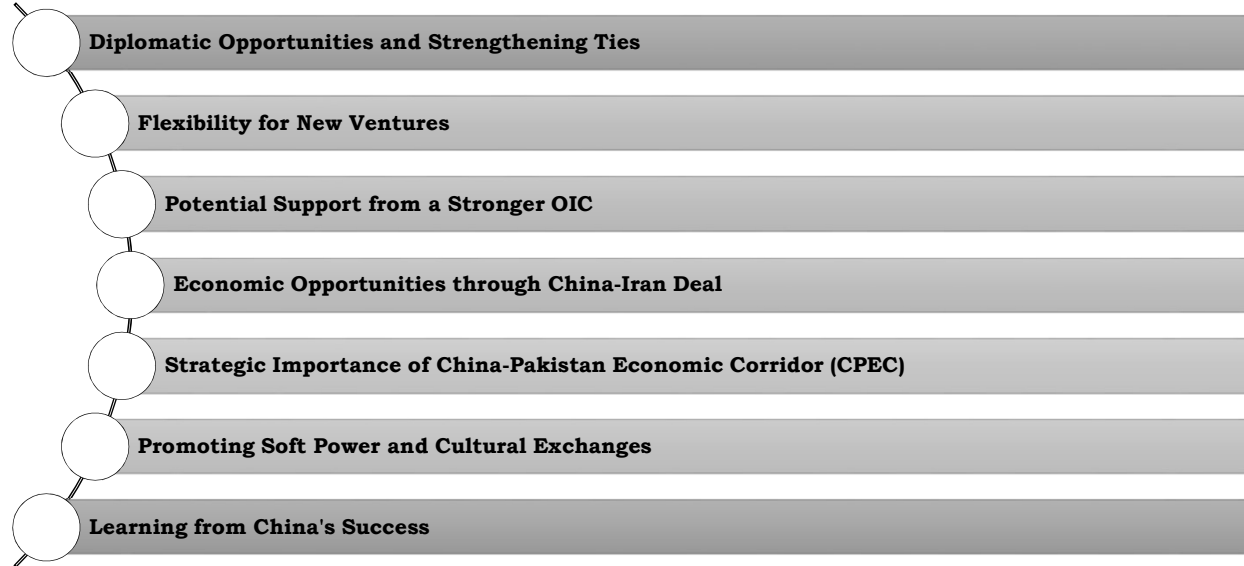 Diplomatic Opportunities and Strengthening Ties
Flexibility for New Ventures
Potential Support from a Stronger OIC
Economic Opportunities through China-Iran Deal
Strategic Importance of China-Pakistan Economic Corridor (CPEC)
Promoting Soft Power and Cultural Exchanges
Learning from China's Success